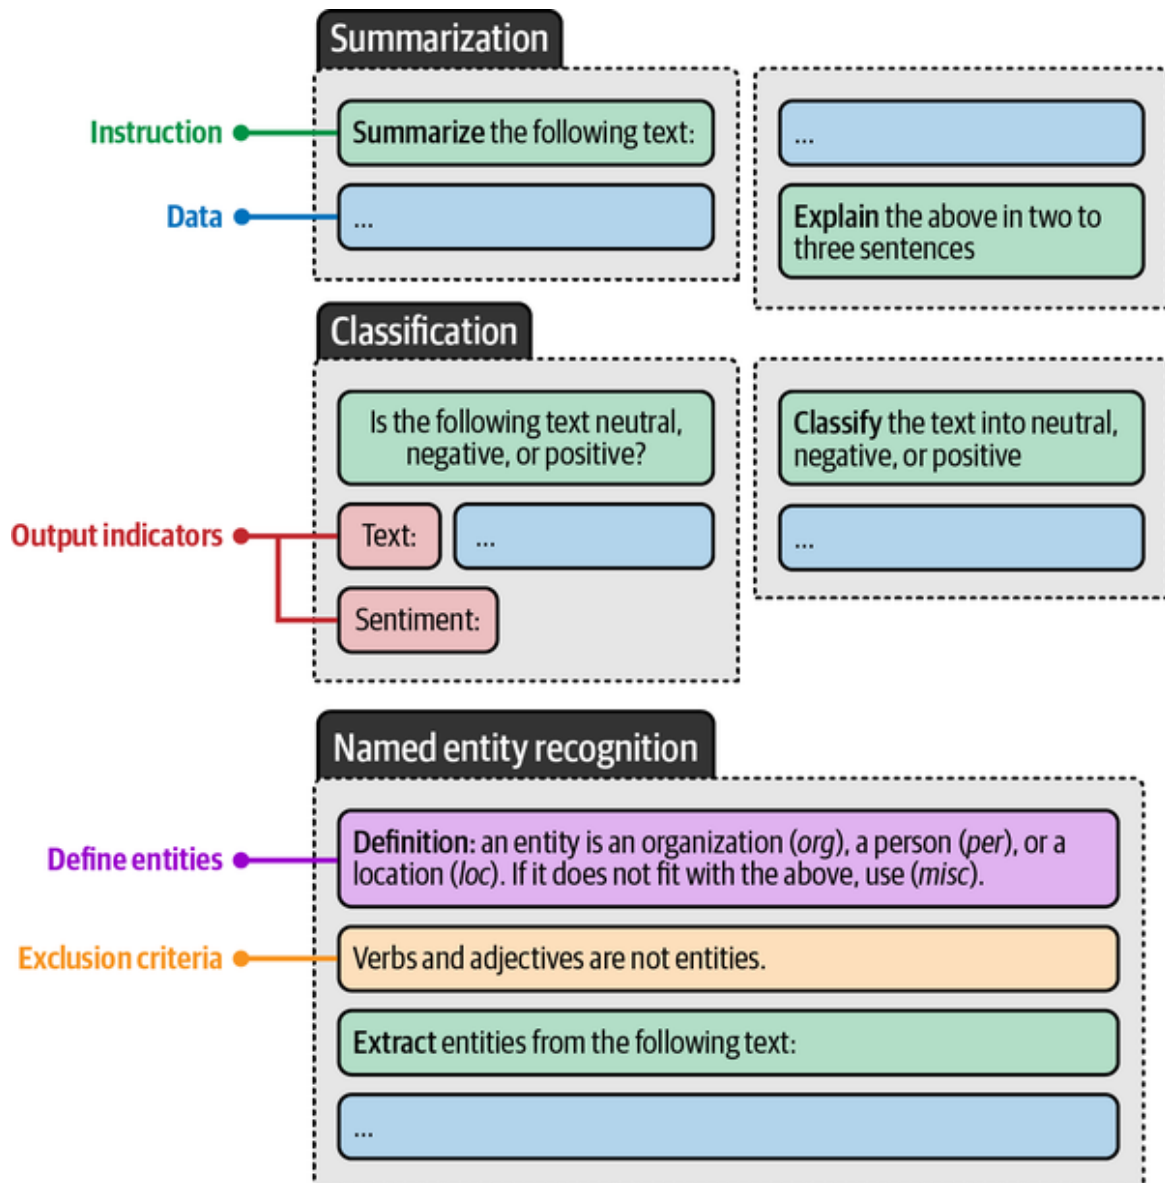 Summarization
Instruction
Summarize the following text:
Data
...
...
Explain the above in two to
three sentences
Classification
Is the following text neutral,
negative, or positive?
Output indicators
Text:
...
Sentiment:
Classify the text into neutral,
negative, or positive
...
Named entity recognition
Define entities
Definition: an entity is an organization (org), a person (per), or a
location (loc). If it does not fit with the above, use (misc).
Exclusion criteria
Verbs and adjectives are not entities.
Extract entities from the following text:
...